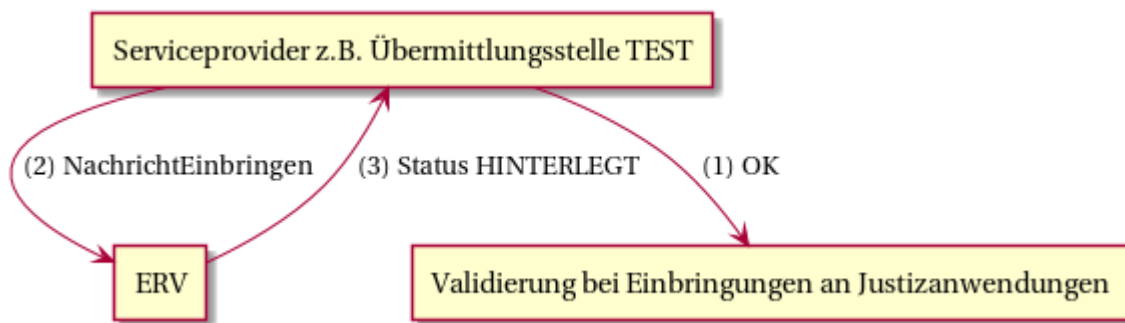 Serviceprovider z.B. Übermittlungsstelle TEST
(2) NachrichtEinbringen
(3) Status HINTERLEGT
(1) OK
ERV
Validierung bei Einbringungen an Justizanwendungen